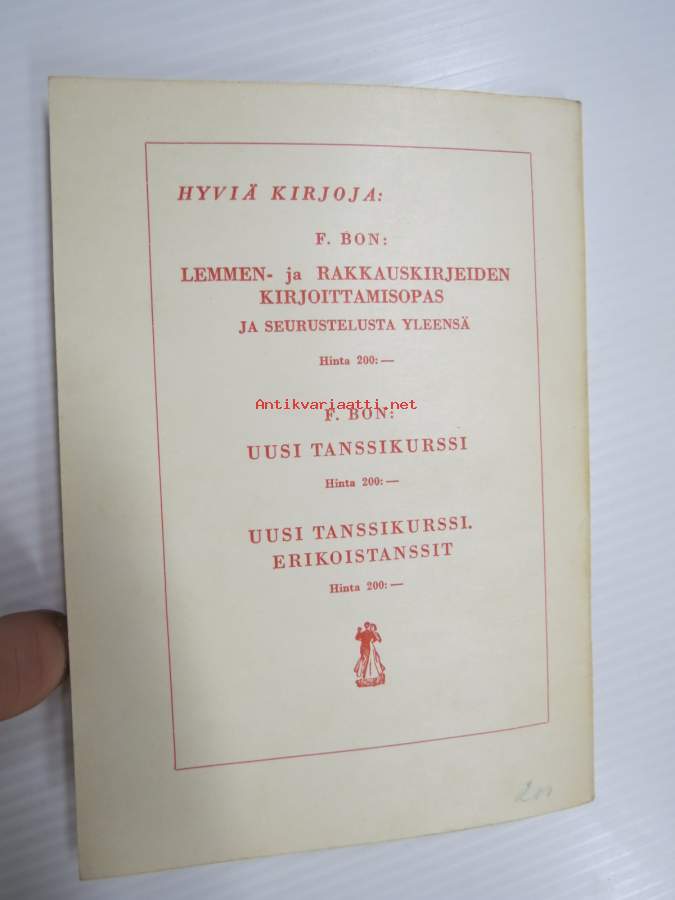 HYVIÄ KIRJOJA:
F. BON:
LEMMEN- ja RAKKAUSKIRJEIDEN
KIRJOITTAMISOPAS
JA SEURUSTELUSTA YLEENSÄ
Hinta 200:—
Antikvariaatti.net
F. BON:
UUSI TANSSIKURSSI
Hinta 200:—
UUSI TANSSIKURSSI.
ERIKOISTANSSIT
Hinta 200:—